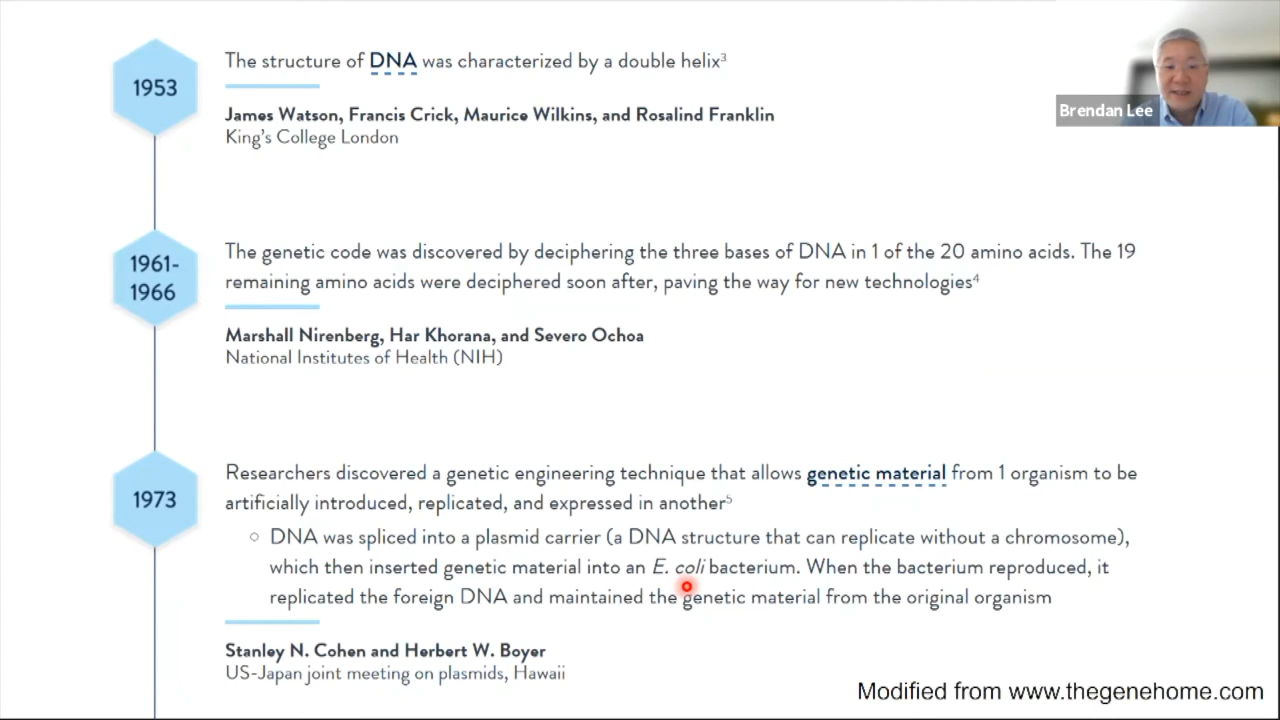 1953
The structure of DNA was characterized by a double helix³
James Watson, Francis Crick, Maurice Wilkins, and Rosalind Franklin
King's College London
Brendan Lee
1961-
1966
The genetic code was discovered by deciphering the three bases of DNA in 1 of the 20 amino acids. The 19
remaining amino acids were deciphered soon after, paving the way for new technologies⁴
Marshall Nirenberg, Har Khorana, and Severo Ochoa
National Institutes of Health (NIH)
1973
Researchers discovered a genetic engineering technique that allows genetic material from 1 organism to be
artificially introduced, replicated, and expressed in another⁵
○ DNA was spliced into a plasmid carrier (a DNA structure that can replicate without a chromosome),
which then inserted genetic material into an E. coli bacterium. When the bacterium reproduced, it
replicated the foreign DNA and maintained the genetic material from the original organism
Stanley N. Cohen and Herbert W. Boyer
US-Japan joint meeting on plasmids, Hawaii
Modified from www.thegenehome.com